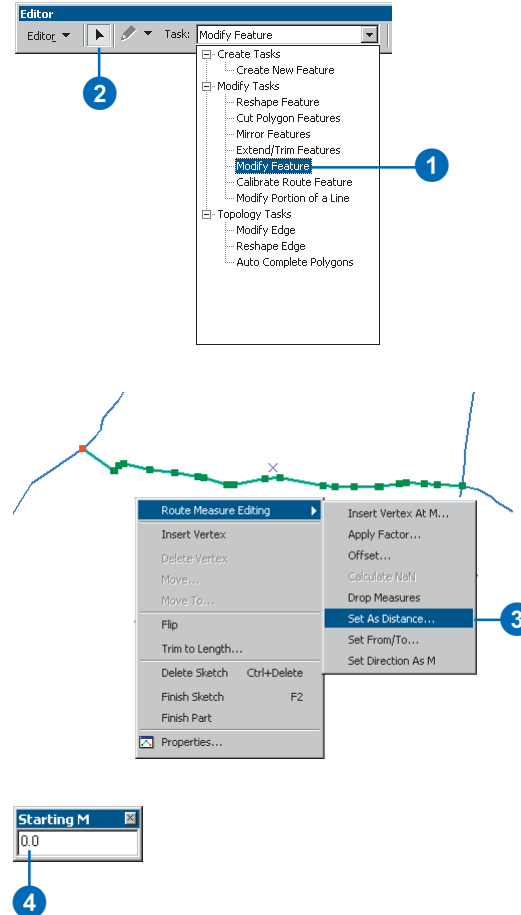 Editor
Editor Task: Modify Feature
Create Tasks
Create New Feature
Modify Tasks
Reshape Feature
Cut Polygon Features
Mirror Features
Extend/Trim Features
Modify Feature
Calibrate Route Feature
Modify Portion of a Line
Topology Tasks
Modify Edge
Reshape Edge
Auto Complete Polygons
2
1
Route Measure Editing
Insert Vertex
Delete Vertex
Move...
Move To...
Flip
Trim to Length...
Delete Sketch Ctrl+Delete
Finish Sketch F2
Finish Part
Properties...
Insert Vertex At M...
Apply Factor...
Offset...
Calculate NaN
Drop Measures
Set As Distance...
Set From/To...
Set Direction As M
3
Starting M
0.0
4